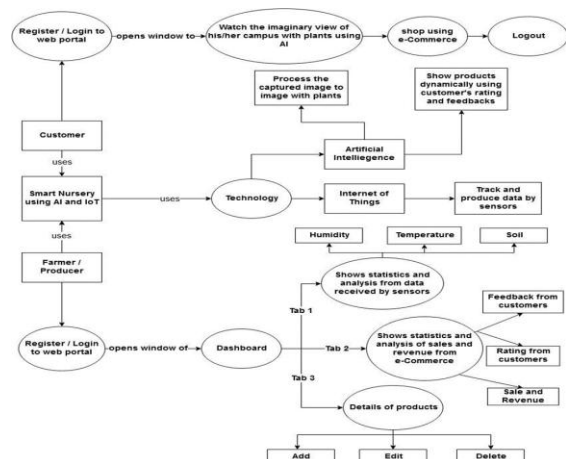 Register / Login
to web portal
opens window to
Watch the imaginary view of
his/her campus with plants using
AI
shop using
e-Commerce
Logout
Process the
captured image to
image with plants
Show products
dynamically using
customer's rating
and feedbacks
Customer
uses
Artificial
Intelliegence
Smart Nursery
using AI and IoT
uses
Technology
Internet of
Things
Track and
produce data by
sensors
uses
Farmer /
Producer
Humidity
Temperature
Soil
Shows statistics and
analysis from data
received by sensors
Tab 1
Register / Login
to web portal
opens window of
Dashboard
Tab 2
Shows statistics and
analysis of sales and
revenue from
e-Commerce
Feedback from
customers
Rating from
customers
Sale and
Revenue
Tab 3
Details of products
Add
Edit
Delete